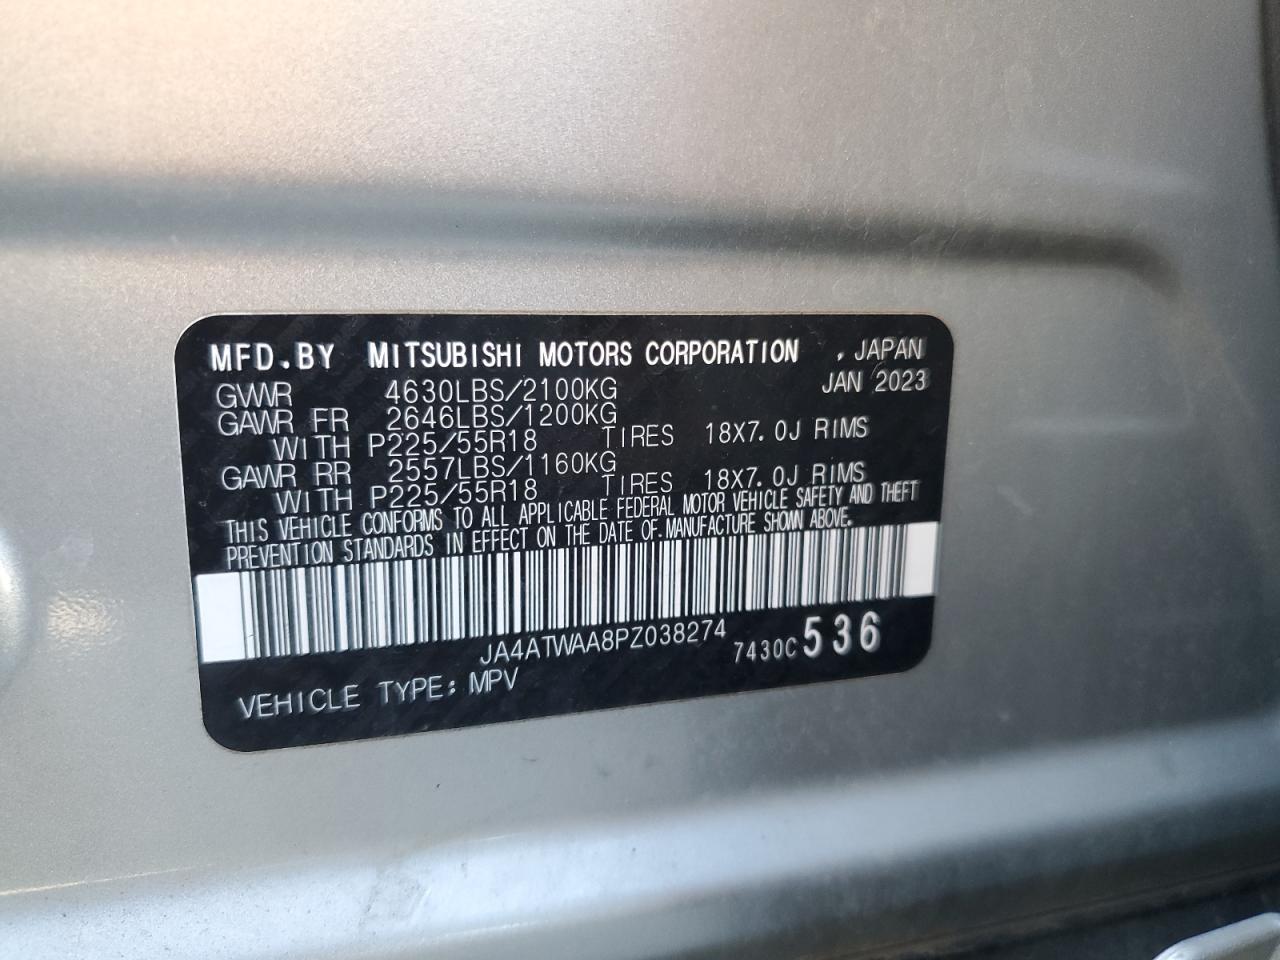 MFD.BY MITSUBISHI MOTORS CORPORATION , JAPAN
GVWR 4630LBS/2100KG JAN 2023
GAWR FR 2646LBS/1200KG
WITH P225/55R18 TIRES 18X7.0J RIMS
GAWR RR 2557LBS/1160KG
WITH P225/55R18 TIRES 18X7.0J RIMS
THIS VEHICLE CONFORMS TO ALL APPLICABLE FEDERAL MOTOR VEHICLE SAFETY AND THEFT
PREVENTION STANDARDS IN EFFECT ON THE DATE OF MANUFACTURE SHOWN ABOVE.
JA4ATWAA8PZ038274 7430C 536
VEHICLE TYPE: MPV